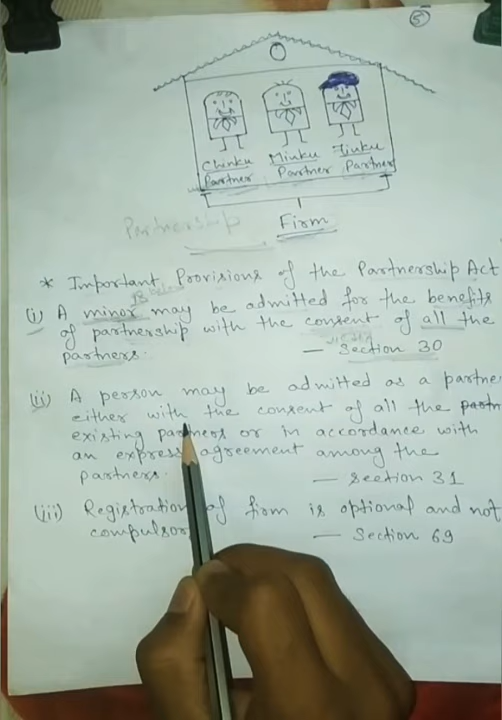 5
Chinku Minku Tinku
Partner Partner Partner
Partnership
Firm
* Important Provisions of the Partnership Act
(i) A minor may be admitted for the benefits
of partnership with the consent of all the
partners. — Section 30
(ii) A person may be admitted as a partne
either with the consent of all the partn
existing partners or in accordance with
an express agreement among the
partners. — Section 31
(iii) Registration of firm is optional and not
compulsory — Section 69